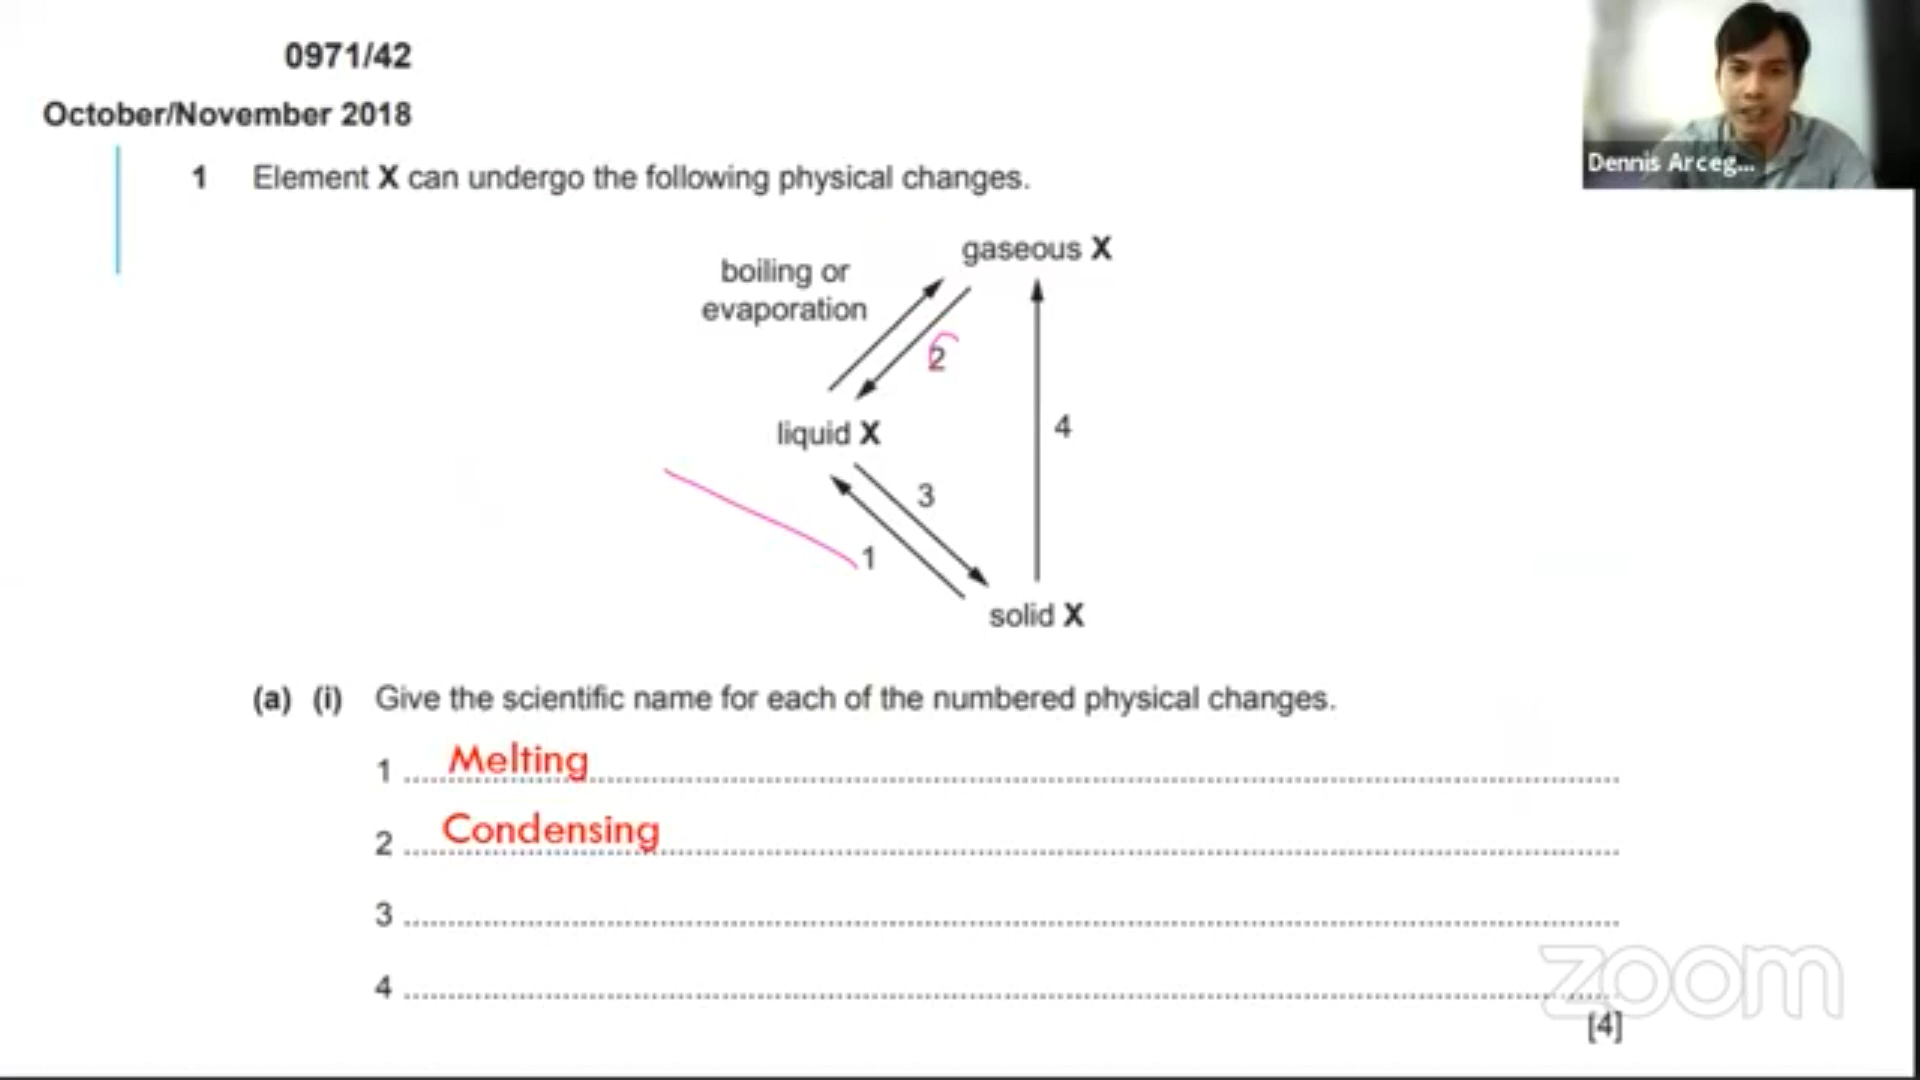 0971/42
October/November 2018
Dennis Arceg...
1 Element X can undergo the following physical changes.
gaseous X
boiling or
evaporation
2
4
liquid X
3
1
solid X
(a) (i) Give the scientific name for each of the numbered physical changes.
1 Melting
2 Condensing
3
4
[4]
zoom